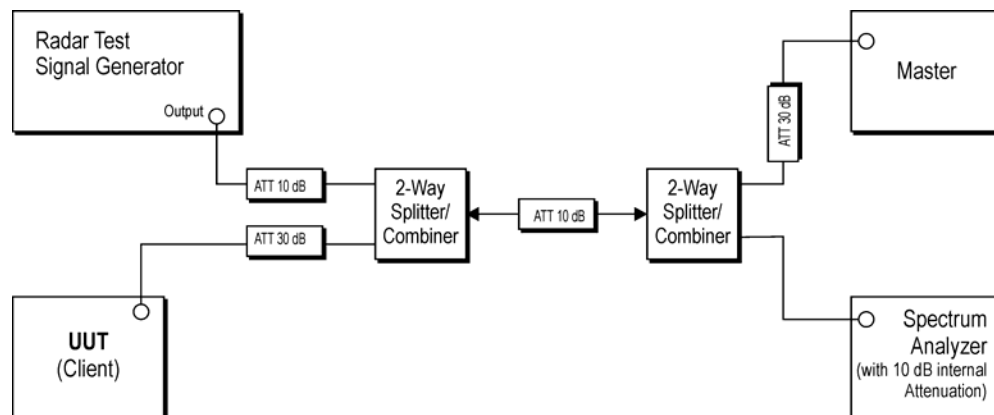 Radar Test
Signal Generator
Output
ATT 10 dB
2-Way
Splitter/
Combiner
ATT 30 dB
UUT
(Client)
ATT 10 dB
2-Way
Splitter/
Combiner
ATT 30 dB
Master
Spectrum
Analyzer
(with 10 dB internal
Attenuation)